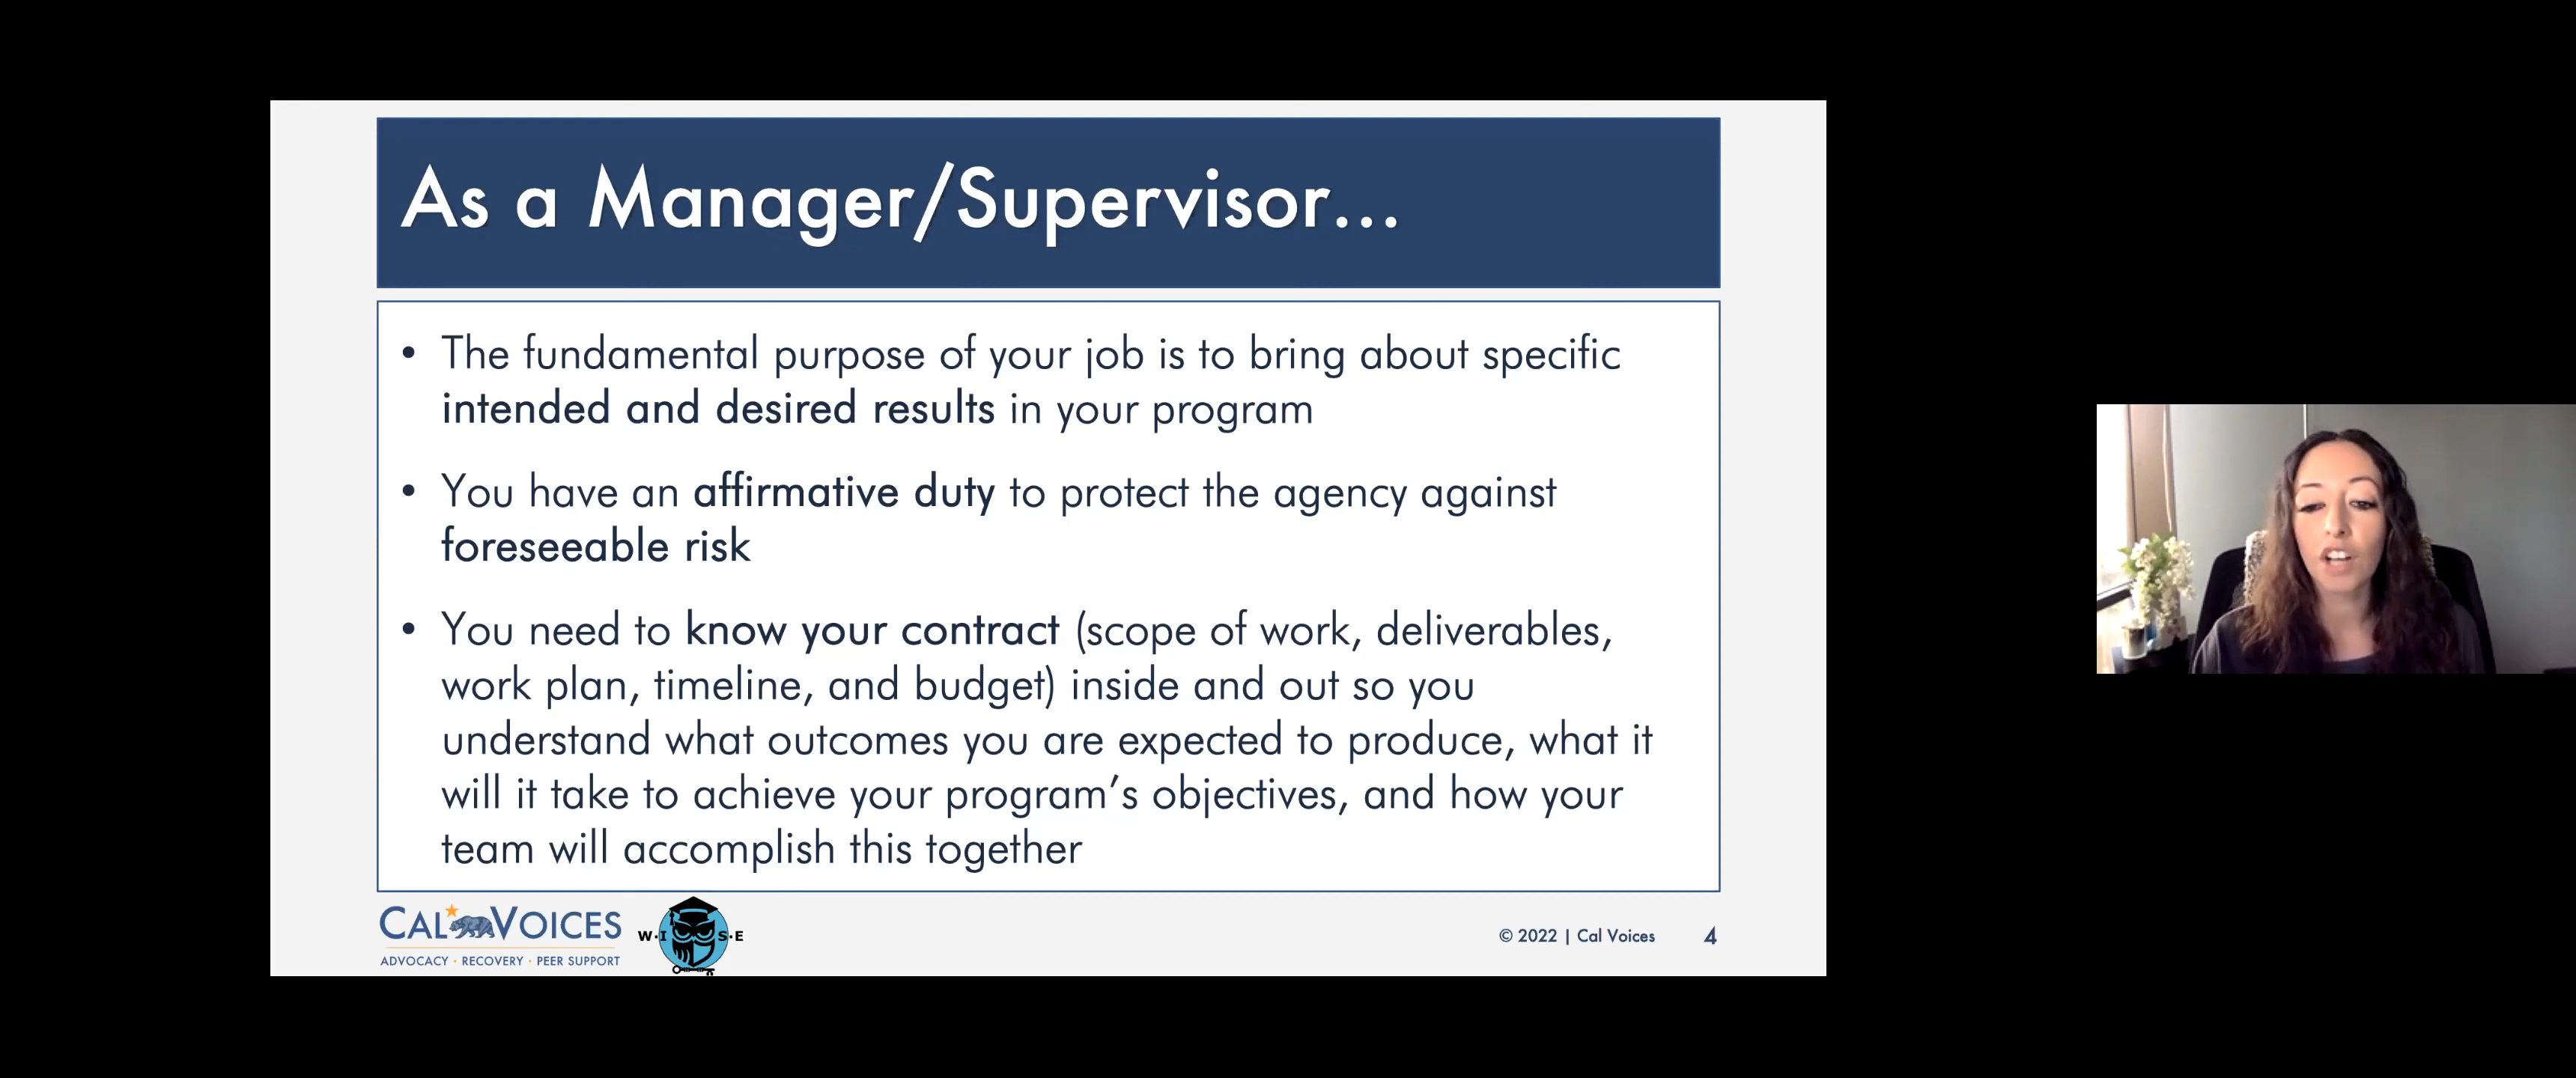 As a Manager/Supervisor...
• The fundamental purpose of your job is to bring about specific
intended and desired results in your program
• You have an affirmative duty to protect the agency against
foreseeable risk
• You need to know your contract (scope of work, deliverables,
work plan, timeline, and budget) inside and out so you
understand what outcomes you are expected to produce, what it
will it take to achieve your program's objectives, and how your
team will accomplish this together
CAL VOICES
ADVOCACY • RECOVERY • PEER SUPPORT
W·I S·E
© 2022 | Cal Voices 4